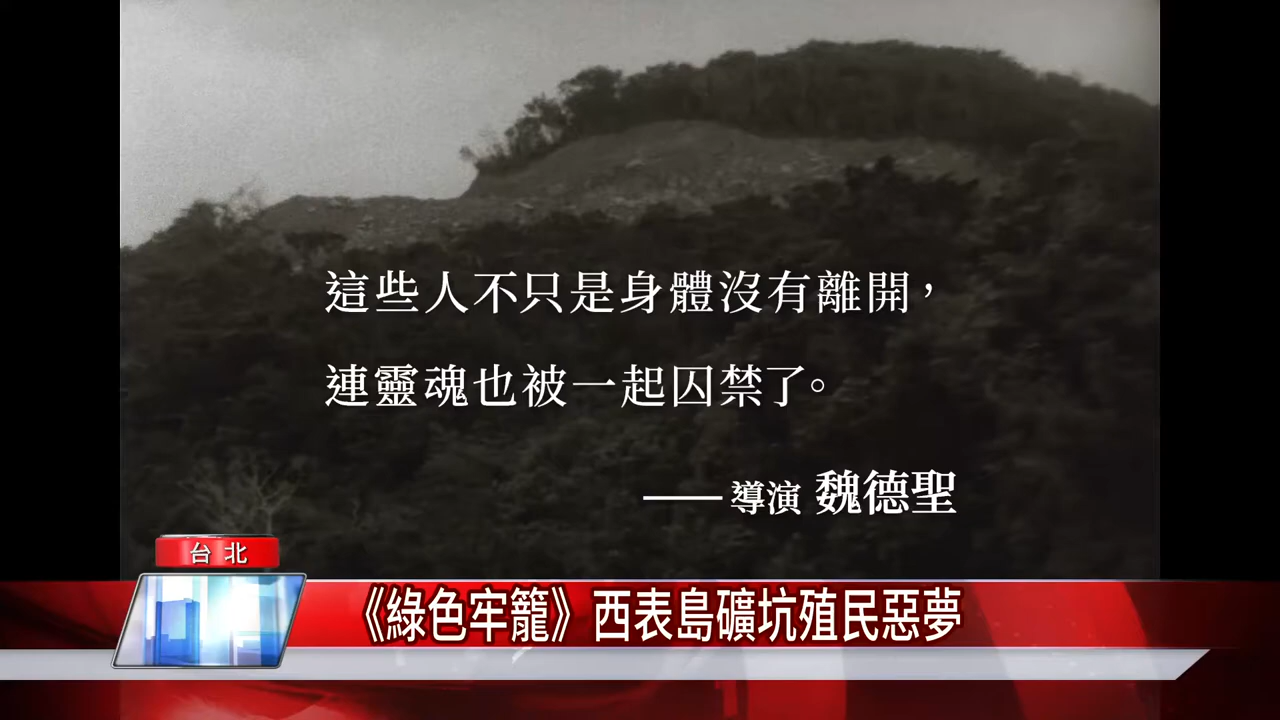 這些人不只是身體沒有離開，
連靈魂也被一起囚禁了。
——導演 魏德聖
台北
《綠色牢籠》西表島礦坑殖民惡夢